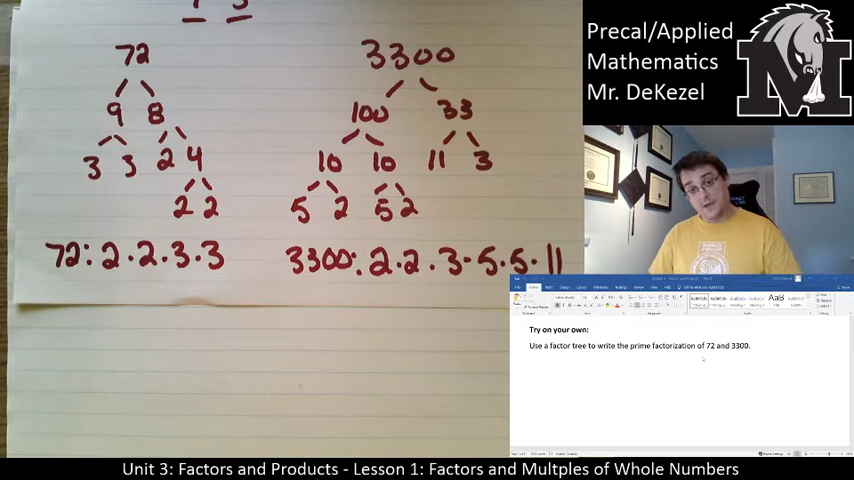 72
3300
9 8
100 33
3 3 2 4
10 10 11 3
2 2
5 2 5 2
72: 2·2·3·3
3300: 2·2·3·5·5·11
Precal/Applied
Mathematics
Mr. DeKezel
M
Try on your own:
Use a factor tree to write the prime factorization of 72 and 3300.
Unit 3: Factors and Products - Lesson 1: Factors and Multples of Whole Numbers